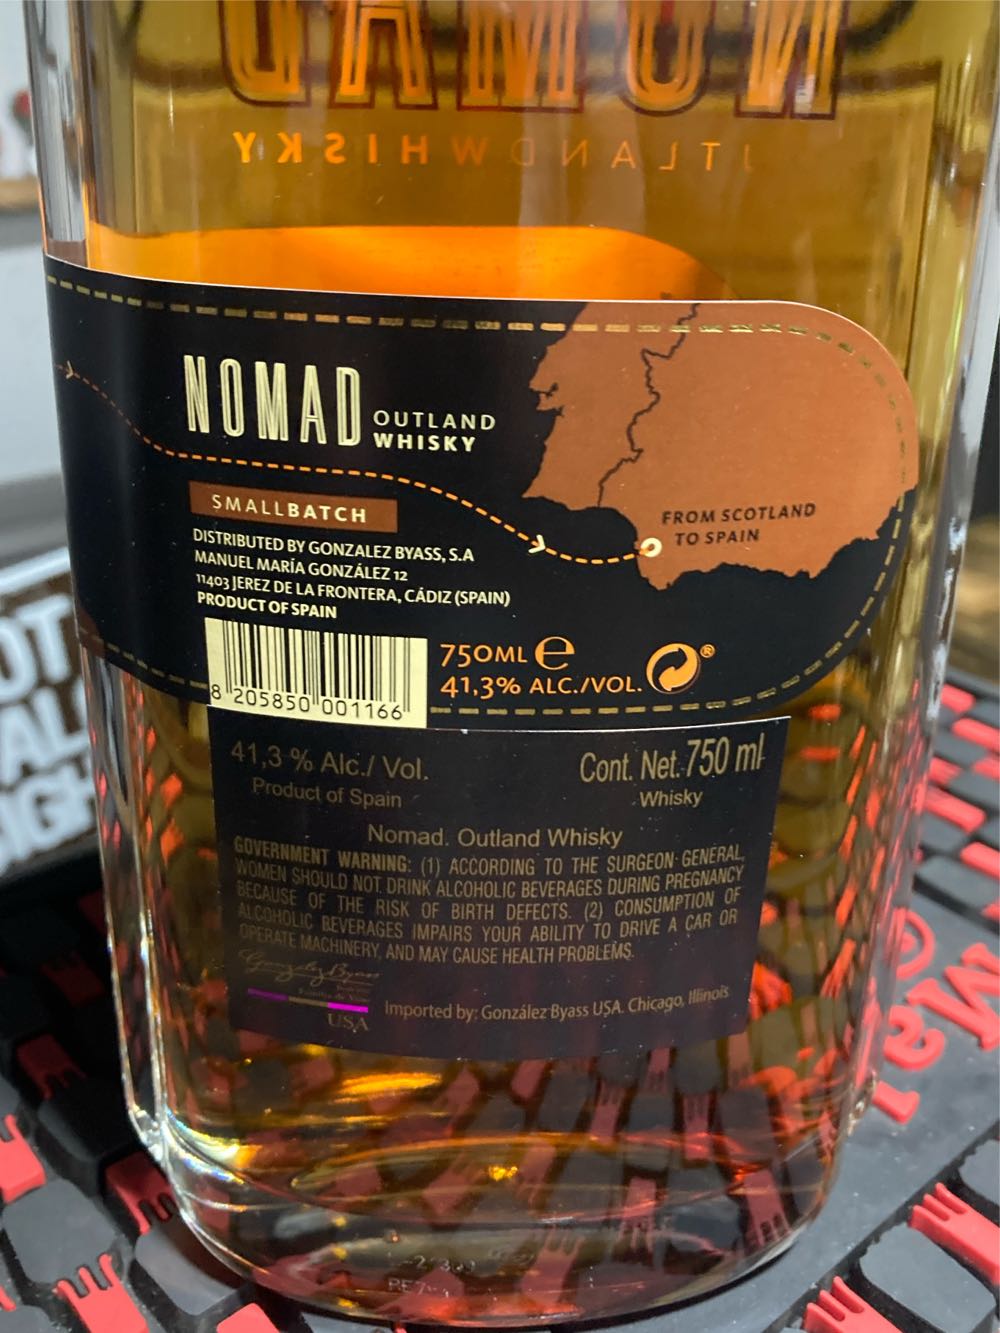 NOMAD
OUTLAND WHISKY
NOMAD OUTLAND
WHISKY
SMALLBATCH
DISTRIBUTED BY GONZALEZ BYASS, S.A
MANUEL MARÍA GONZÁLEZ 12
11403 JEREZ DE LA FRONTERA, CÁDIZ (SPAIN)
PRODUCT OF SPAIN
FROM SCOTLAND
TO SPAIN
750ML e
41,3% ALC./VOL.
®
8 205850 001166
41,3 % Alc./ Vol.
Product of Spain
Cont. Net. 750 ml
Whisky
Nomad. Outland Whisky
GOVERNMENT WARNING: (1) ACCORDING TO THE SURGEON GENERAL,
WOMEN SHOULD NOT DRINK ALCOHOLIC BEVERAGES DURING PREGNANCY
BECAUSE OF THE RISK OF BIRTH DEFECTS. (2) CONSUMPTION OF
ALCOHOLIC BEVERAGES IMPAIRS YOUR ABILITY TO DRIVE A CAR OR
OPERATE MACHINERY, AND MAY CAUSE HEALTH PROBLEMS.
González Byass
USA
Imported by: González Byass USA. Chicago, Illinois